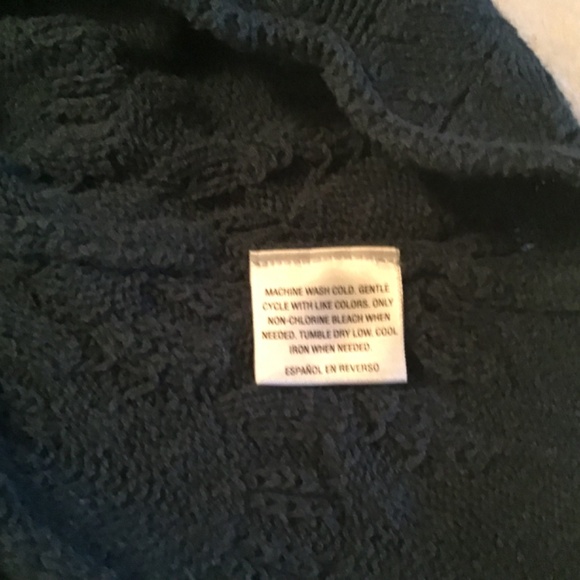 MACHINE WASH COLD. GENTLE
CYCLE WITH LIKE COLORS. ONLY
NON-CHLORINE BLEACH WHEN
NEEDED. TUMBLE DRY LOW. COOL
IRON WHEN NEEDED.
ESPAÑOL EN REVERSO